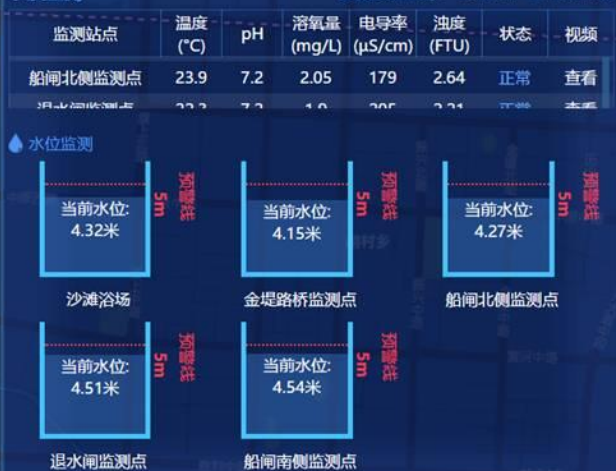 监测站点 温度(°C) pH 溶氧量(mg/L) 电导率(μS/cm) 浊度(FTU) 状态 视频
船闸北侧监测点 23.9 7.2 2.05 179 2.64 正常 查看
水位监测
当前水位: 4.32米 预警线 5m
当前水位: 4.15米 预警线 5m
当前水位: 4.27米 预警线 5m
沙滩浴场 金堤路桥监测点 船闸北侧监测点
当前水位: 4.51米 预警线 5m
当前水位: 4.54米 预警线 5m
退水闸监测点 船闸南侧监测点